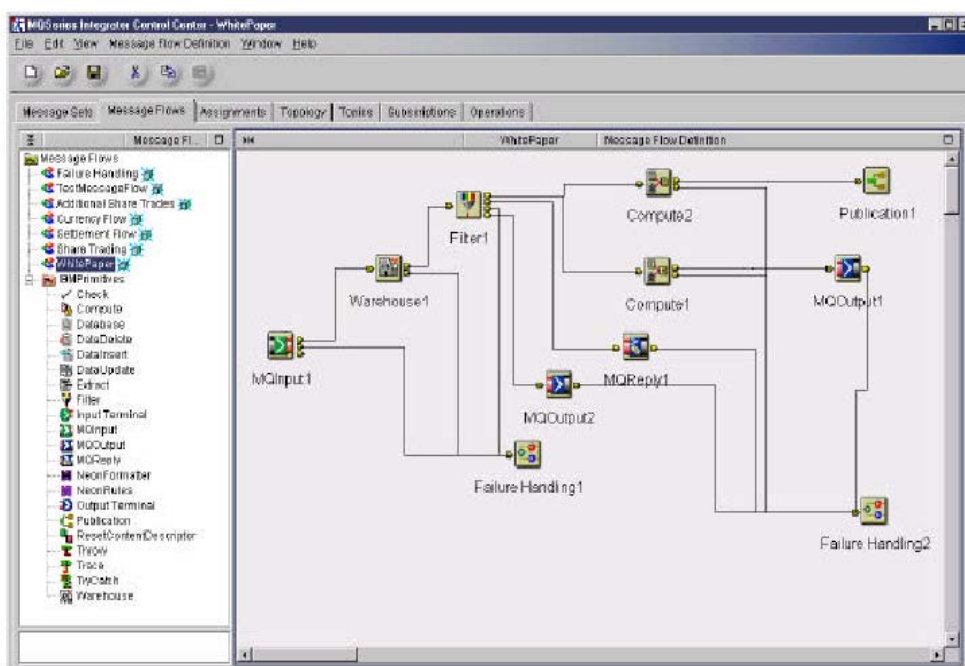 MQSeries Integrator Control Center - WhitePaper
File Edit View Message Flow Definition Window Help
Message Sets Message Flows Assignments Topology Topics Subscriptions Operations
Message Fl...
WhitePaper Message Flow Definition
Message Flows
Failure Handling
TestMessageFlow
Additional Share Trades
Currency Flow
Settlement Flow
Share Trading
WhitePaper
IBMPrimitives
Check
Compute
Database
DataDelete
DataInsert
DataUpdate
Extract
Filter
Input Terminal
MQInput
MQOutput
MQReply
NeonFormatter
NeonRules
Output Terminal
Publication
ResetContentDescriptor
Throw
Trace
TryCatch
Warehouse
Compute2
Publication1
Filter1
Warehouse1
Compute1
MQOutput1
MQInput1
MQReply1
MQOutput2
Failure Handling1
Failure Handling2